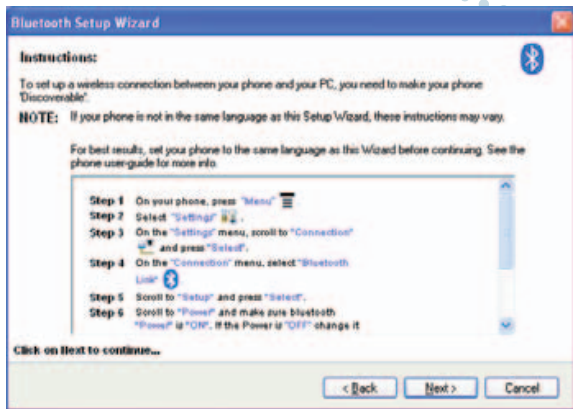 Bluetooth Setup Wizard
Instructions:
To set up a wireless connection between your phone and your PC, you need to make your phone
"Discoverable".
NOTE: If your phone is not in the same language as this Setup Wizard, these instructions may vary.
For best results, set your phone to the same language as this Wizard before continuing. See the
phone user-guide for more info.
Step 1 On your phone, press "Menu"
Step 2 Select "Settings" .
Step 3 On the "Settings" menu, scroll to "Connection"
and press "Select".
Step 4 On the "Connection" menu, select "Bluetooth
Link"
Step 5 Scroll to "Setup" and press "Select".
Step 6 Scroll to "Power" and make sure bluetooth
"Power" is "ON". If the Power is "OFF" change it
Click on Next to continue...
< Back Next > Cancel